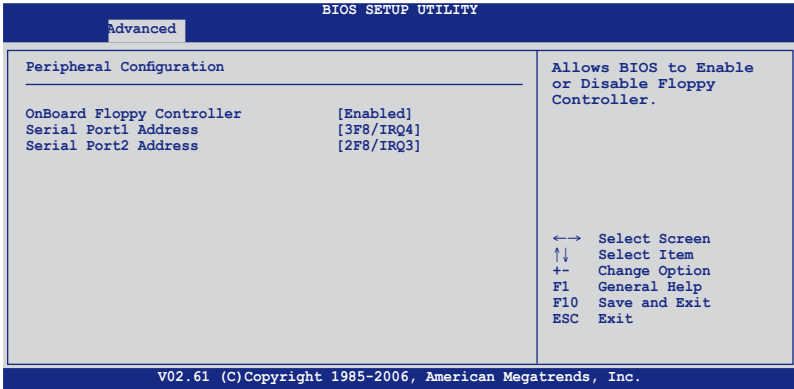 BIOS SETUP UTILITY
Advanced
Peripheral Configuration
OnBoard Floppy Controller [Enabled]
Serial Port1 Address [3F8/IRQ4]
Serial Port2 Address [2F8/IRQ3]
Allows BIOS to Enable
or Disable Floppy
Controller.
←→ Select Screen
↑↓ Select Item
+- Change Option
F1 General Help
F10 Save and Exit
ESC Exit
V02.61 (C)Copyright 1985-2006, American Megatrends, Inc.